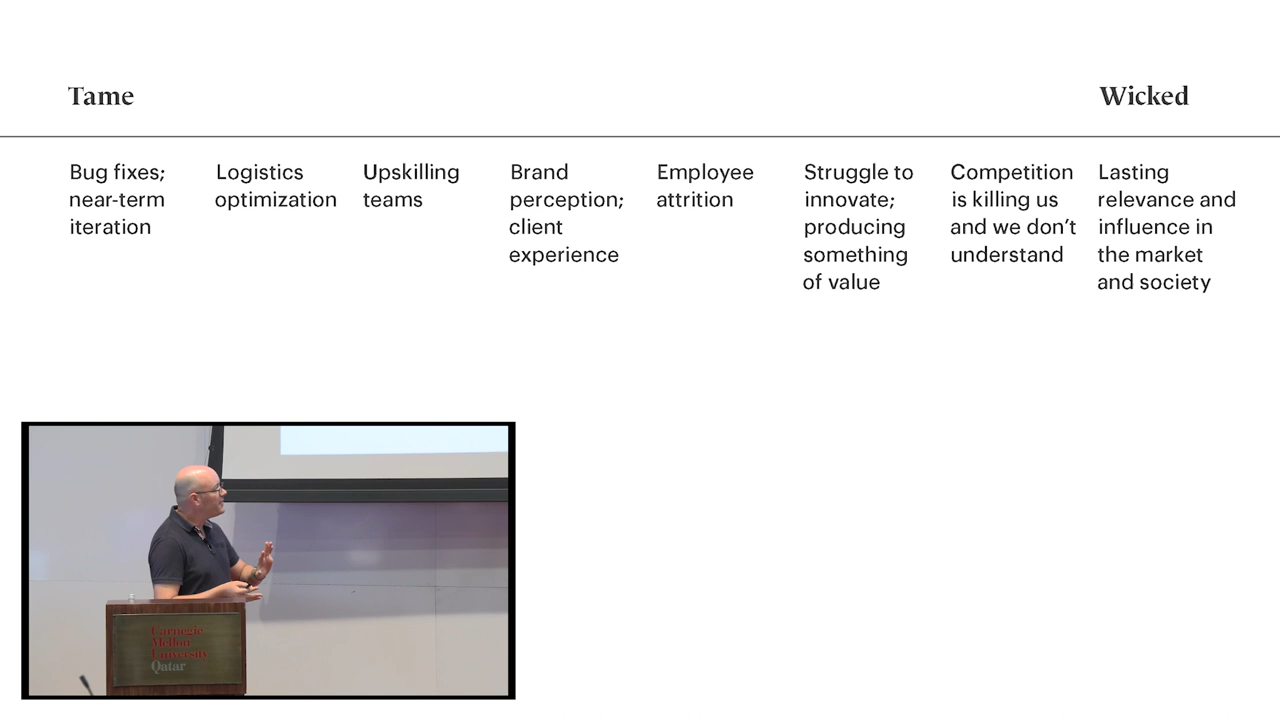 Tame
Wicked
Bug fixes;
near-term
iteration
Logistics
optimization
Upskilling
teams
Brand
perception;
client
experience
Employee
attrition
Struggle to
innovate;
producing
something
of value
Competition
is killing us
and we don’t
understand
Lasting
relevance and
influence in
the market
and society
Carnegie
Mellon
University
Qatar